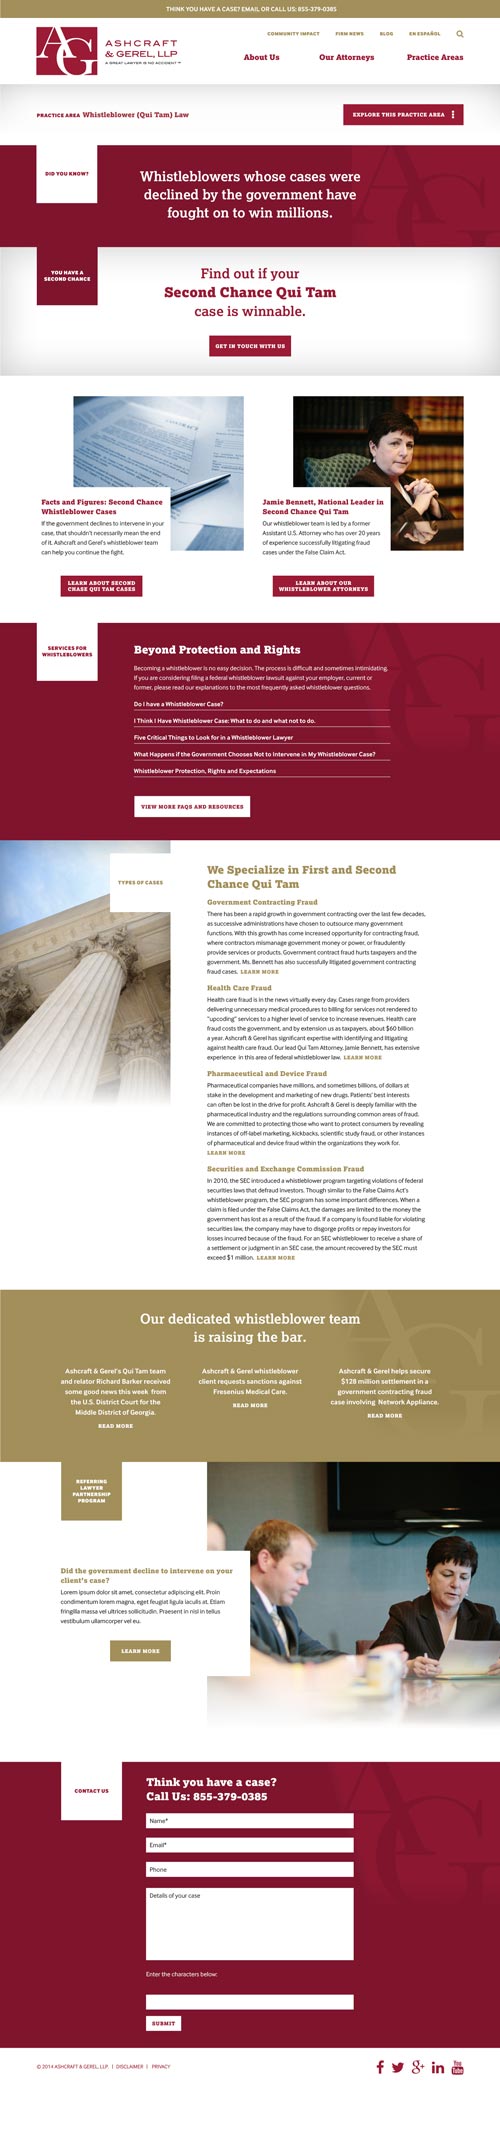 THINK YOU HAVE A CASE? EMAIL OR CALL US: 855-379-0385
AG
ASHCRAFT
& GEREL, LLP
A GREAT LAWYER IS NO ACCIDENT™
COMMUNITY IMPACT FIRM NEWS BLOG EN ESPAÑOL
About Us Our Attorneys Practice Areas
PRACTICE AREA Whistleblower (Qui Tam) Law
EXPLORE THIS PRACTICE AREA
DID YOU KNOW?
Whistleblowers whose cases were
declined by the government have
fought on to win millions.
YOU HAVE A
SECOND CHANCE
Find out if your
Second Chance Qui Tam
case is winnable.
GET IN TOUCH WITH US
Facts and Figures: Second Chance
Whistleblower Cases
If the government declines to intervene in your
case, that shouldn't necessarily mean the end
of it. Ashcraft and Gerel's whistleblower team
can help you continue the fight.
LEARN ABOUT SECOND
CHASE QUI TAM CASES
Jamie Bennett, National Leader in
Second Chance Qui Tam
Our whistleblower team is led by a former
Assistant U.S. Attorney who has over 20 years
of experience successfully litigating fraud
cases under the False Claim Act.
LEARN ABOUT OUR
WHISTLEBLOWER ATTORNEYS
SERVICES FOR
WHISTLEBLOWERS
Beyond Protection and Rights
Becoming a whistleblower is no easy decision. The process is difficult and sometimes intimidating.
If you are considering filing a federal whistleblower lawsuit against your employer, current or
former, please read our explanations to the most frequently asked whistleblower questions.
Do I have a Whistleblower Case?
I Think I Have Whistleblower Case: What to do and what not to do.
Five Critical Things to Look for in a Whistleblower Lawyer
What Happens if the Government Chooses Not to Intervene in My Whistleblower Case?
Whistleblower Protection, Rights and Expectations
VIEW MORE FAQS AND RESOURCES
TYPES OF CASES
We Specialize in First and Second
Chance Qui Tam
Government Contracting Fraud
There has been a rapid growth in government contracting over the last few decades,
as successive administrations have chosen to outsource many government
functions. With this growth has come increased opportunity for contracting fraud,
where contractors mismanage government money or power, or fraudulently
provide services or products. Government contract fraud hurts taxpayers and the
government. Ms. Bennett has also successfully litigated government contracting
fraud cases. LEARN MORE
Health Care Fraud
Health care fraud is in the news virtually every day. Cases range from providers
delivering unnecessary medical procedures to billing for services not rendered to
"upcoding" services to a higher level of service to increase revenues. Health care
fraud costs the government, and by extension us as taxpayers, about $60 billion
a year. Ashcraft & Gerel has significant expertise with identifying and litigating
against health care fraud. Our lead Qui Tam Attorney, Jamie Bennett, has extensive
experience in this area of federal whistleblower law. LEARN MORE
Pharmaceutical and Device Fraud
Pharmaceutical companies have millions, and sometimes billions, of dollars at
stake in the development and marketing of new drugs. Patients' best interests
can often be lost in the drive for profit. Ashcraft & Gerel is deeply familiar with the
pharmaceutical industry and the regulations surrounding common areas of fraud.
We are committed to protecting those who want to protect consumers by revealing
instances of off-label marketing, kickbacks, scientific study fraud, or other instances
of pharmaceutical and device fraud within the organizations they work for.
LEARN MORE
Securities and Exchange Commission Fraud
In 2010, the SEC introduced a whistleblower program targeting violations of federal
securities laws that defraud investors. Though similar to the False Claims Act's
whistleblower program, the SEC program has some important differences. When a
claim is filed under the False Claims Act, the damages are limited to the money the
government has lost as a result of the fraud. If a company is found liable for violating
securities law, the company may have to disgorge profits or repay investors for
losses incurred because of the fraud. For an SEC whistleblower to receive a share of
a settlement or judgment in an SEC case, the amount recovered by the SEC must
exceed $1 million. LEARN MORE
Our dedicated whistleblower team
is raising the bar.
Ashcraft & Gerel's Qui Tam team
and relator Richard Barker received
some good news this week from
the U.S. District Court for the
Middle District of Georgia.
READ MORE
Ashcraft & Gerel whistleblower
client requests sanctions against
Fresenius Medical Care.
READ MORE
Ashcraft & Gerel helps secure
$128 million settlement in a
government contracting fraud
case involving Network Appliance.
READ MORE
REFERRING
LAWYER
PARTNERSHIP
PROGRAM
Did the government decline to intervene on your
client's case?
Lorem ipsum dolor sit amet, consectetur adipiscing elit. Proin
condimentum lorem magna, eget feugiat ligula iaculis at. Etiam
fringilla massa vel ultrices sollicitudin. Praesent in nisl in tellus
vestibulum ullamcorper vel eu.
LEARN MORE
CONTACT US
Think you have a case?
Call Us: 855-379-0385
Name*
Email*
Phone
Details of your case
Enter the characters below:
SUBMIT
© 2014 ASHCRAFT & GEREL, LLP. | DISCLAIMER | PRIVACY
You Tube